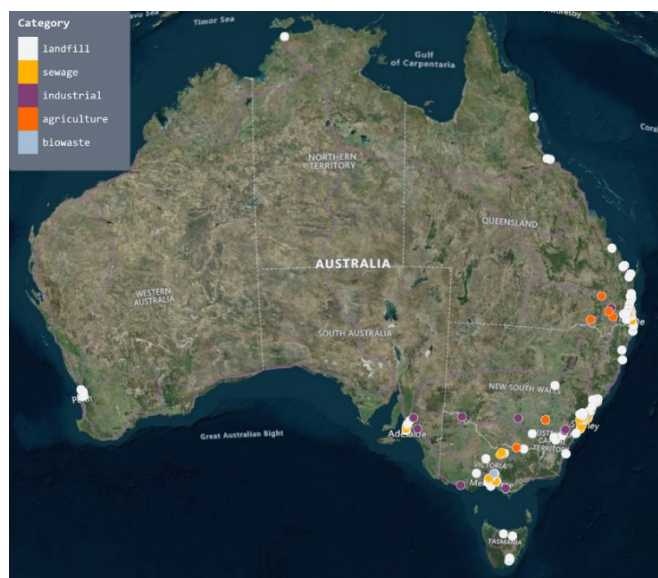 Timor Sea
Category
landfill
sewage
industrial
agriculture
biowaste
Gulf
of Carpentaria
NORTHERN
TERRITORY
QUEENSLAND
AUSTRALIA
WESTERN
AUSTRALIA
SOUTH AUSTRALIA
NEW SOUTH WALES
Great Australian Bight
Adelaide
VICTORIA
TASMANIA